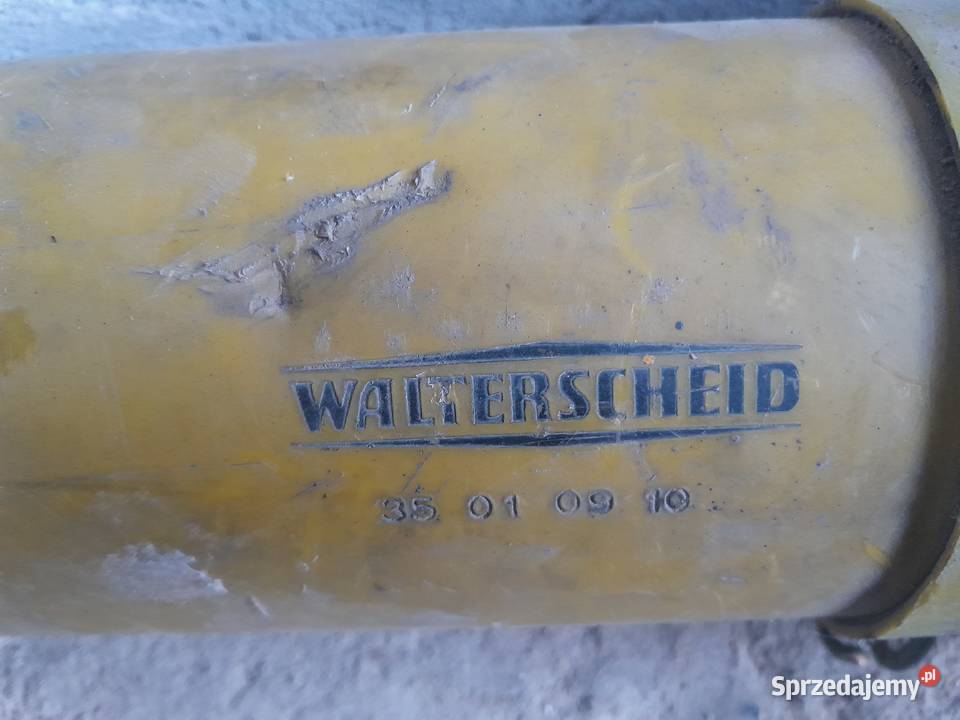 WALTERSCHEID
35 01 09 10
Sprzedajemy.pl